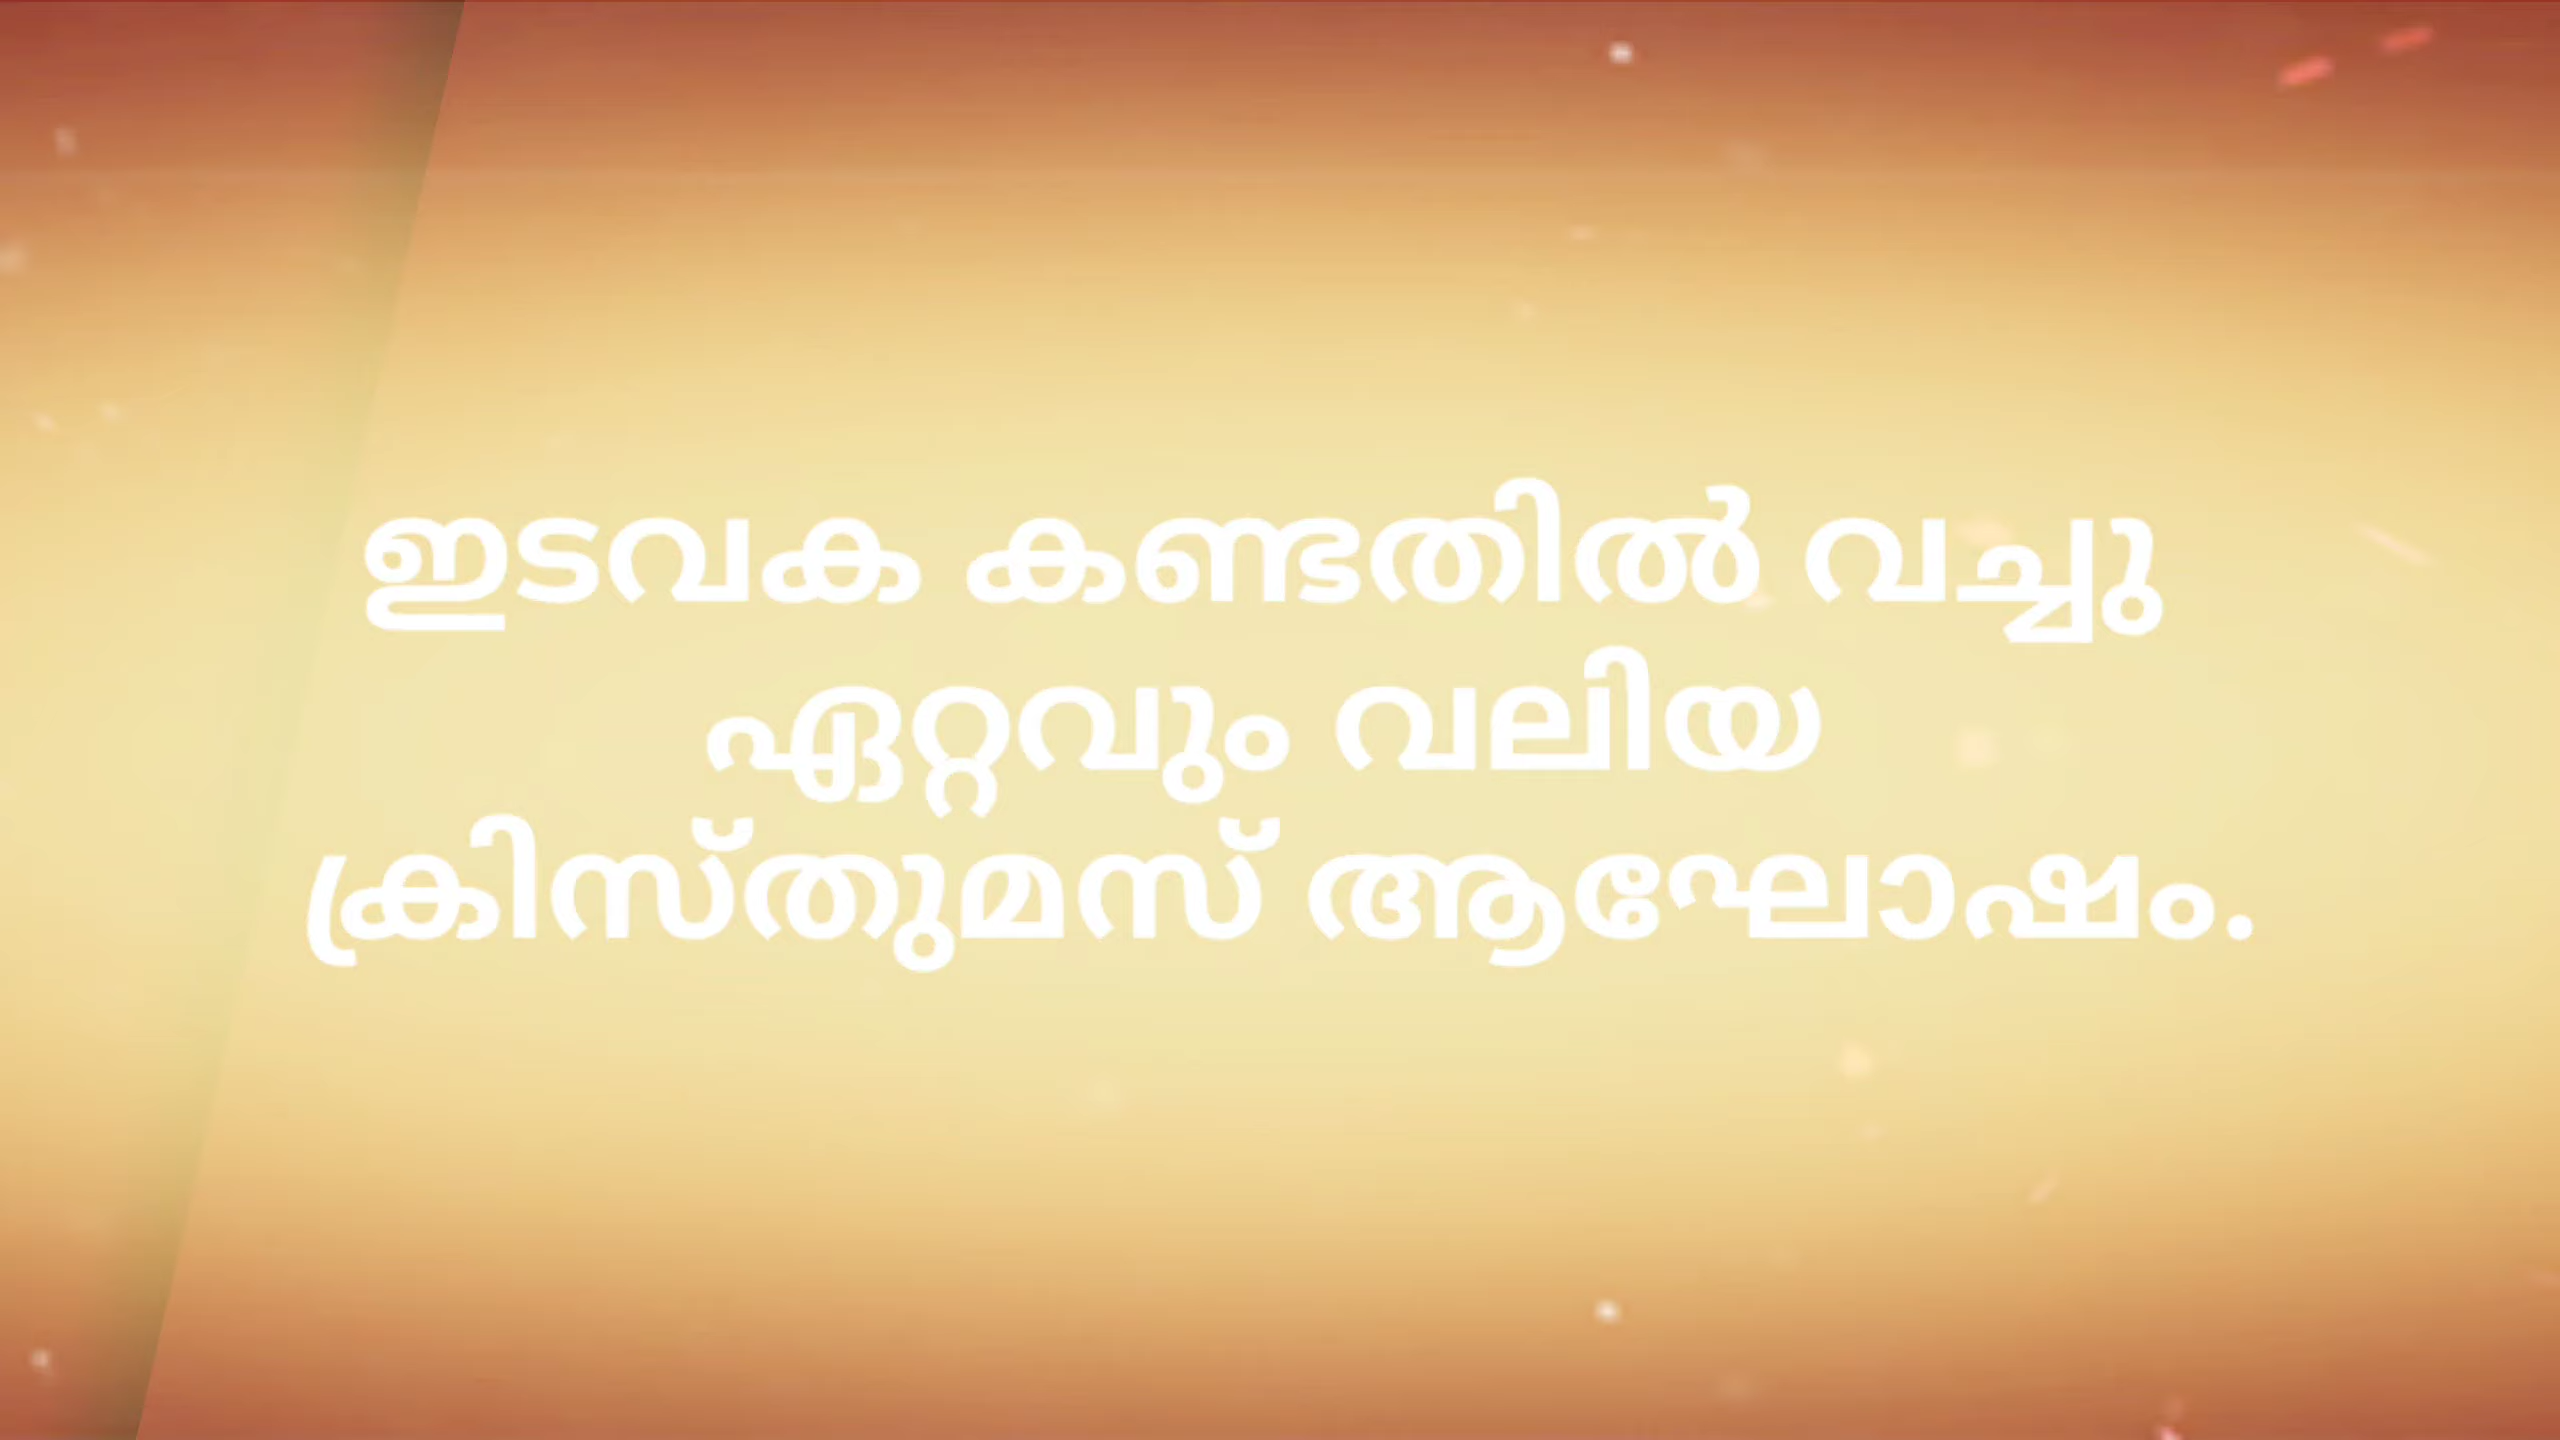 ഇടവക കണ്ടതിൽ വച്ചു
ഏറ്റവും വലിയ
ക്രിസ്തുമസ് ആഘോഷം.